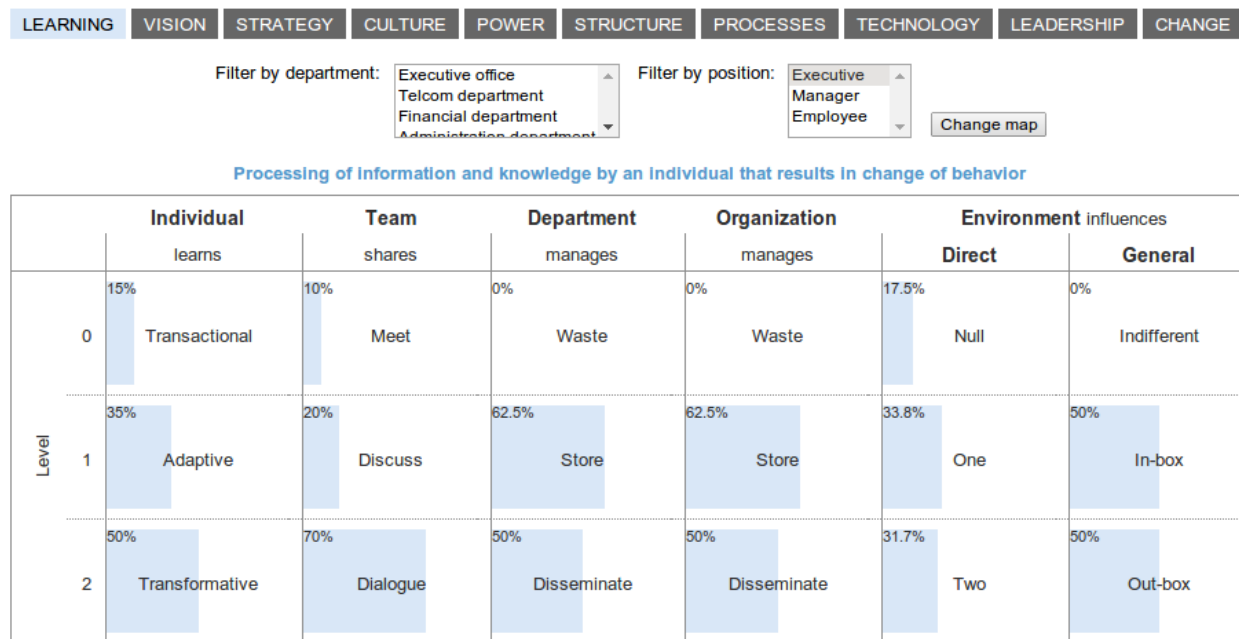 LEARNING VISION STRATEGY CULTURE POWER STRUCTURE PROCESSES TECHNOLOGY LEADERSHIP CHANGE
Filter by department: Executive office Filter by position: Executive
Telcom department Manager
Financial department Employee
Administration department Change map
Processing of information and knowledge by an individual that results in change of behavior
Individual Team Department Organization Environment influences
learns shares manages manages Direct General
15% 10% 0% 0% 17.5% 0%
0 Transactional Meet Waste Waste Null Indifferent
35% 20% 62.5% 62.5% 33.8% 50%
Level 1 Adaptive Discuss Store Store One In-box
50% 70% 50% 50% 31.7% 50%
2 Transformative Dialogue Disseminate Disseminate Two Out-box